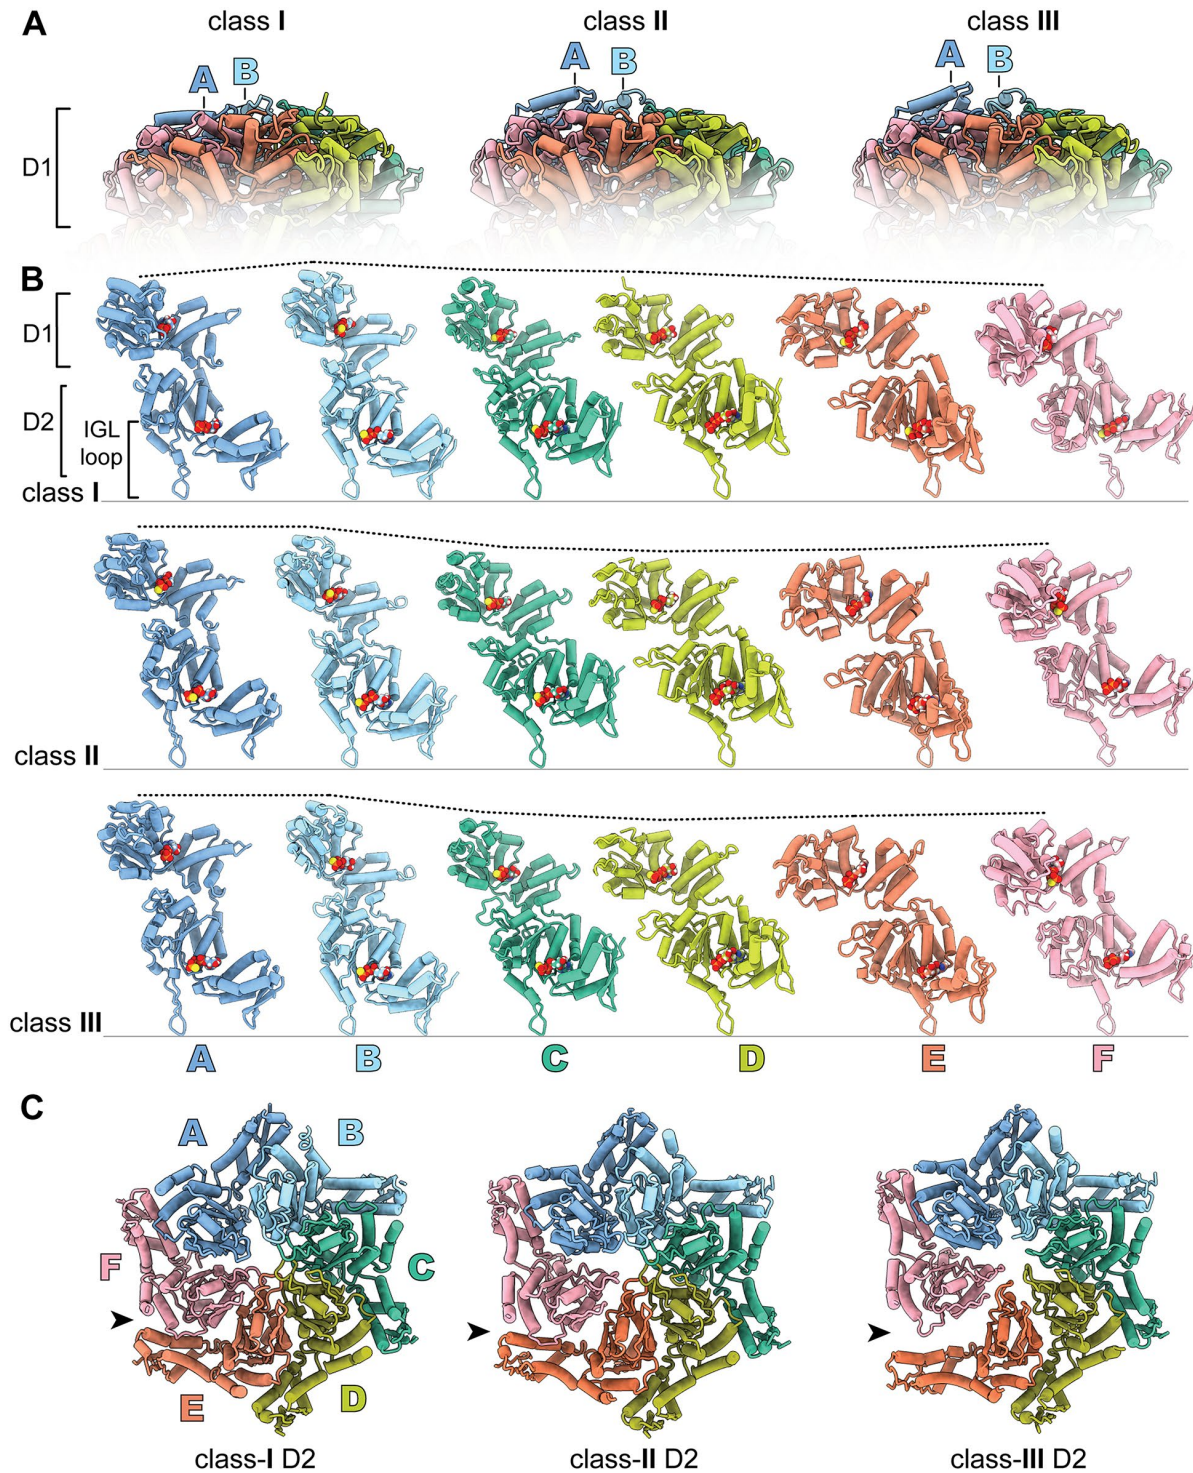 A
class I
class II
class III
A B
A B
A B
D1
B
D1
D2
IGL
loop
class I
class II
class III
A B C D E F
C
A B
F C
E D
class-I D2
class-II D2
class-III D2